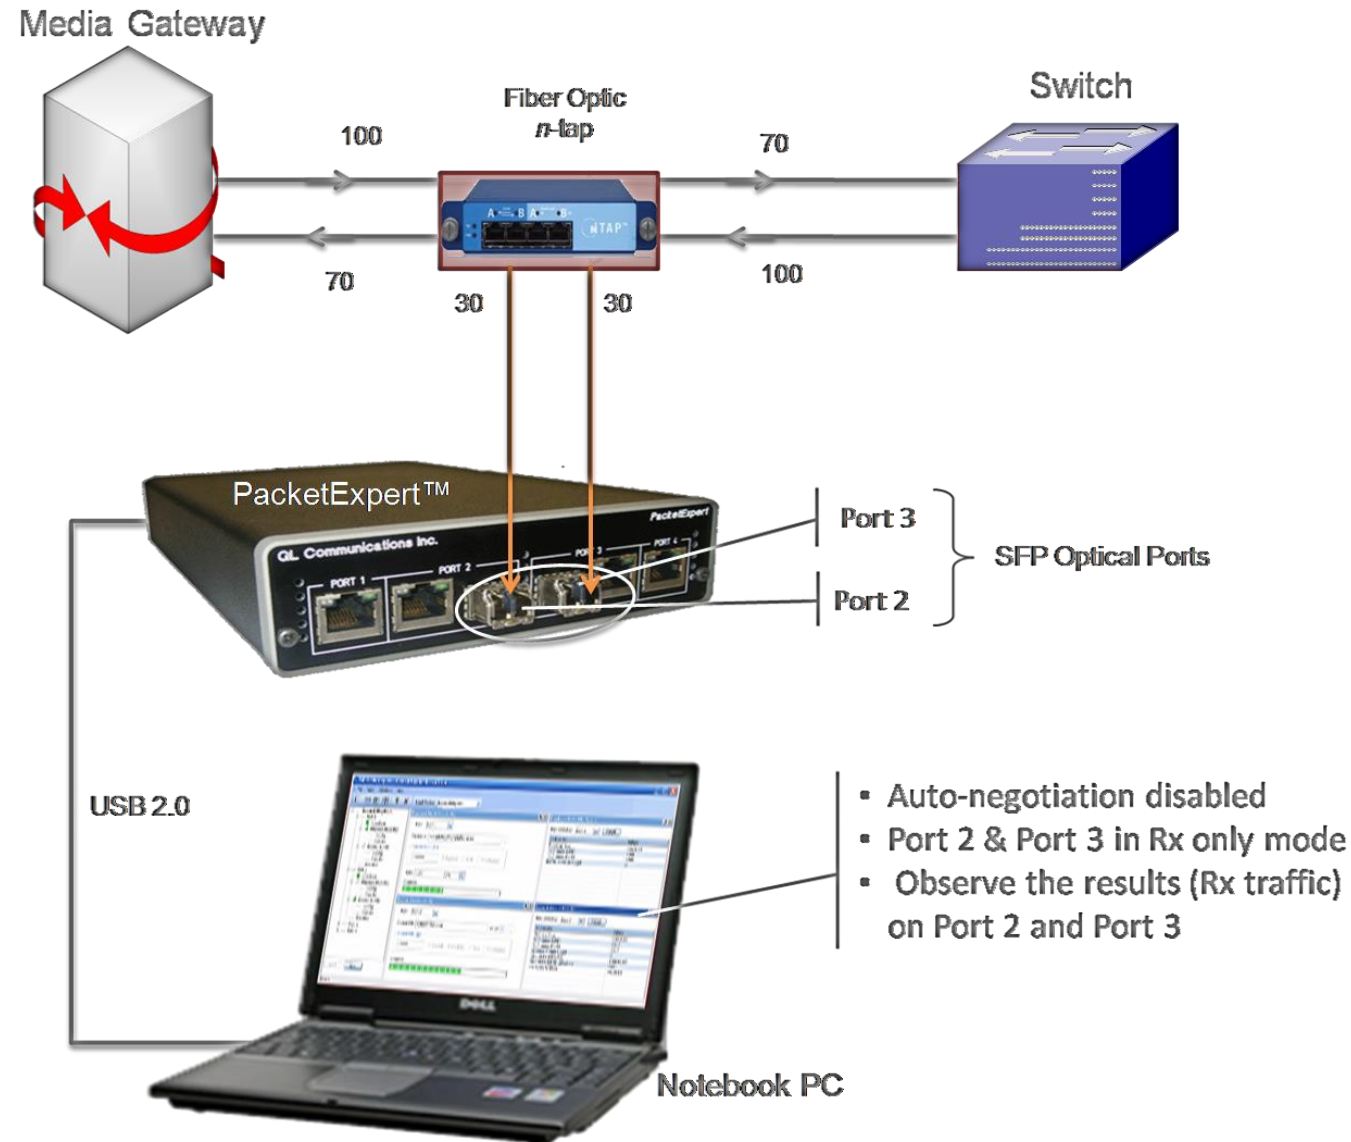 Media Gateway
Switch
Fiber Optic
n-tap
100
70
70
100
A B A B
nTAP™
30
30
PacketExpert™
PacketExpert
GL Communications Inc.
PORT 1
PORT 2
PORT 3
PORT 4
Port 3
SFP Optical Ports
Port 2
USB 2.0
▪ Auto-negotiation disabled
▪ Port 2 & Port 3 in Rx only mode
▪ Observe the results (Rx traffic)
on Port 2 and Port 3
DELL
Notebook PC